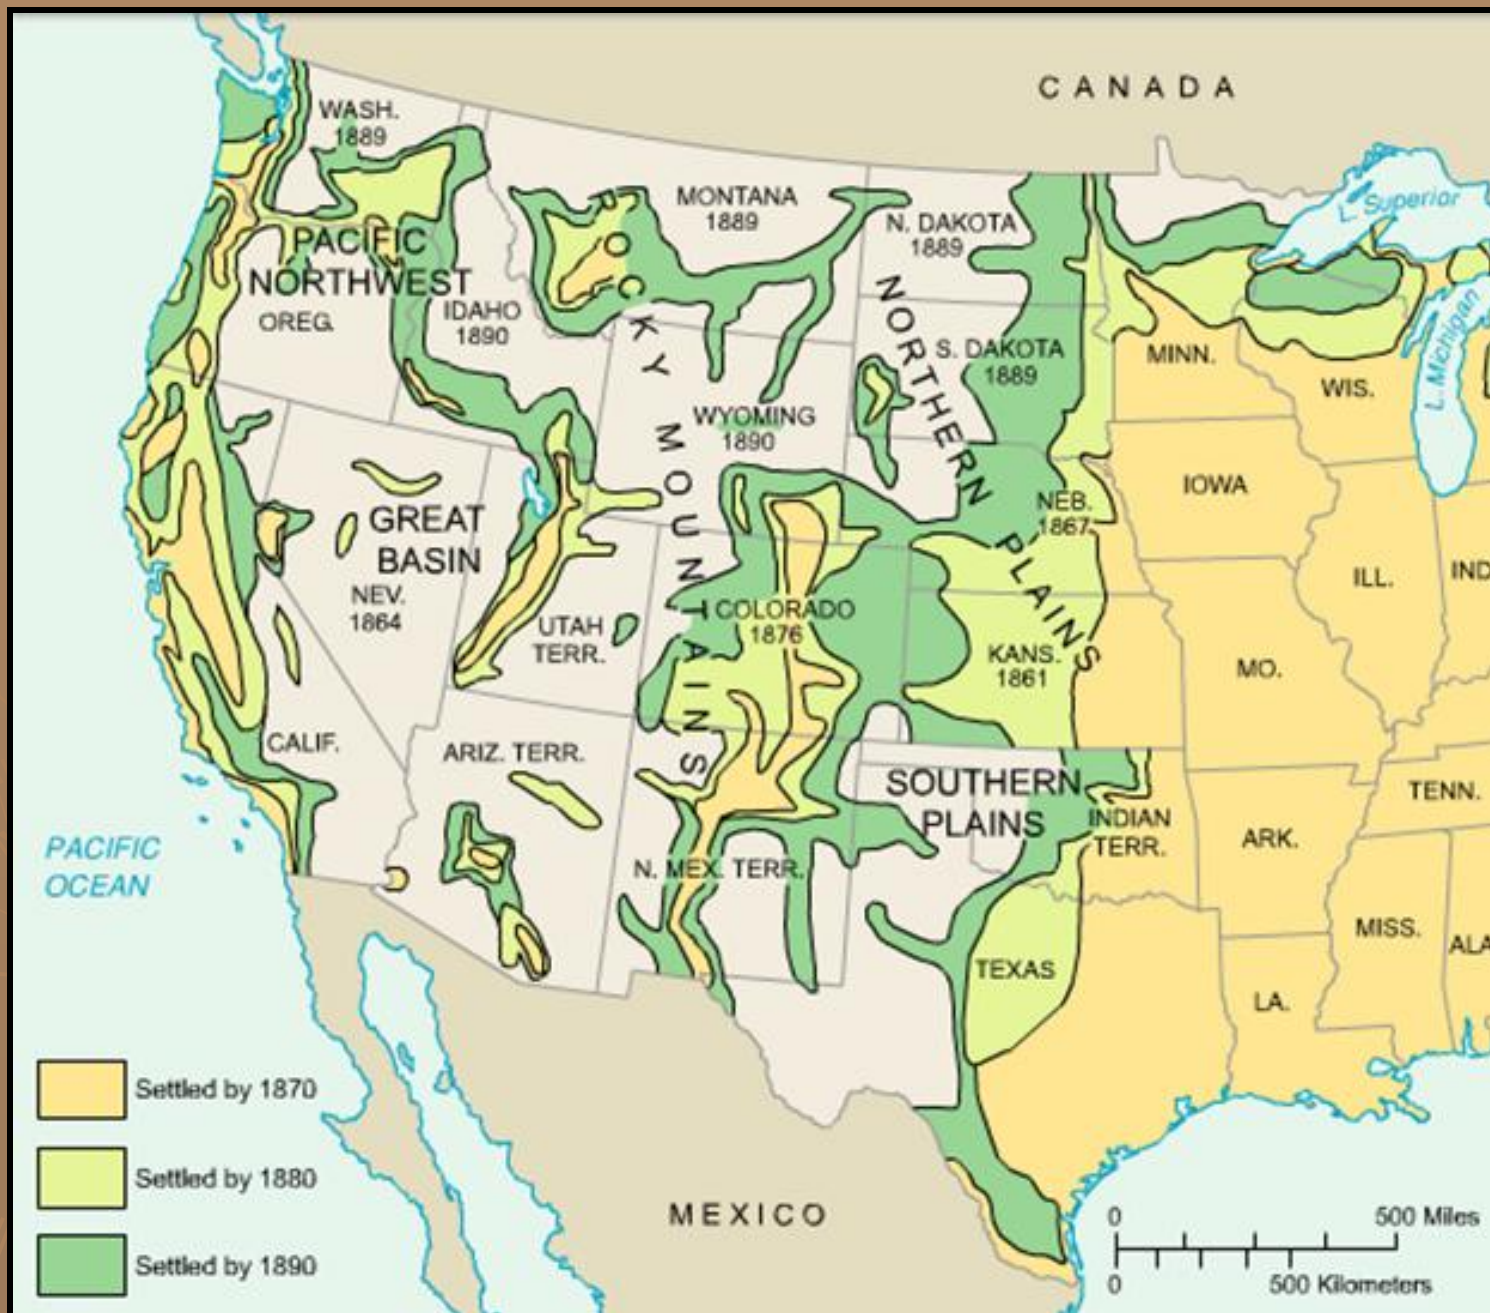 CANADA
WASH.
1889
L. Superior
MONTANA
1889
N. DAKOTA
1889
PACIFIC
NORTHWEST
OREG.
IDAHO
1890
ROCKY MOUNTAINS
NORTHERN PLAINS
S. DAKOTA
1889
MINN.
WIS.
L. Michigan
WYOMING
1890
IOWA
NEB.
1867
GREAT
BASIN
NEV.
1864
ILL.
IND
UTAH
TERR.
COLORADO
1876
KANS.
1861
MO.
CALIF.
ARIZ. TERR.
SOUTHERN
PLAINS
TENN.
INDIAN
TERR.
ARK.
PACIFIC
OCEAN
N. MEX. TERR.
MISS.
ALA
TEXAS
LA.
Settled by 1870
Settled by 1880
Settled by 1890
MEXICO
0 500 Miles
0 500 Kilometers